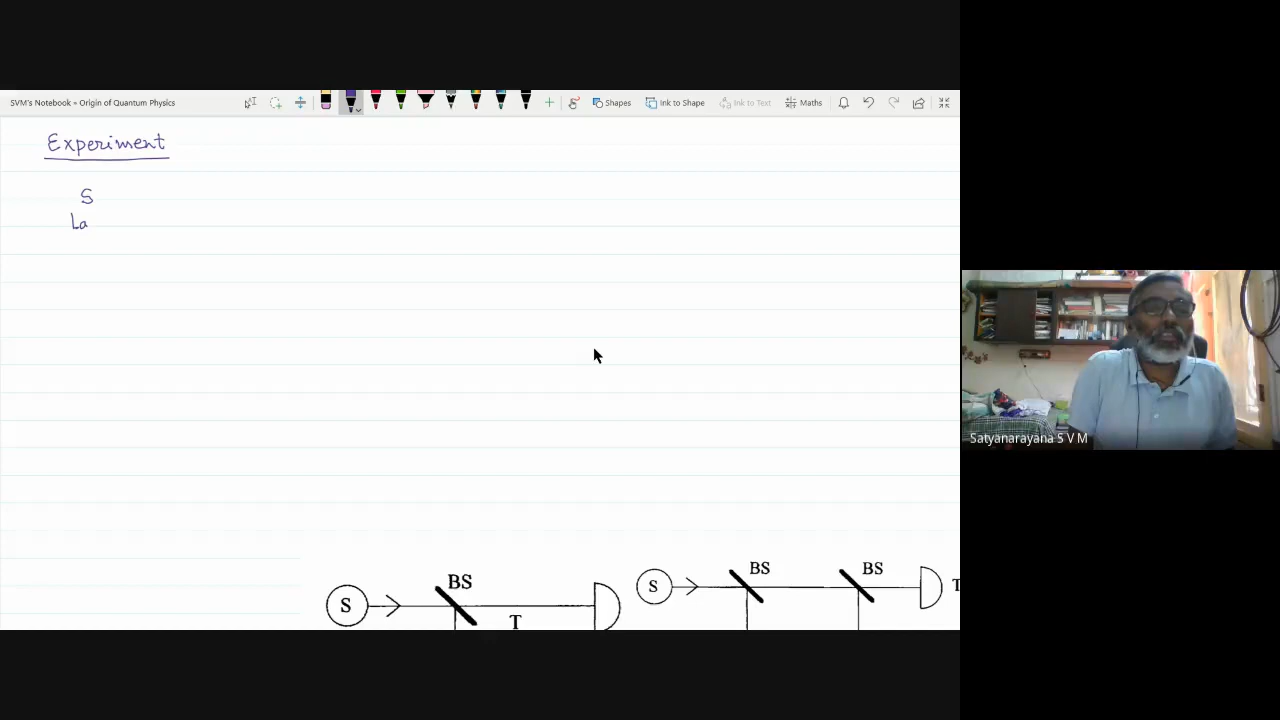 SVM's Notebook » Origin of Quantum Physics
Shapes
Ink to Shape
Ink to Text
Maths
Experiment
S
La
S
BS
T
S
BS
BS
T
Satyanarayana S V M